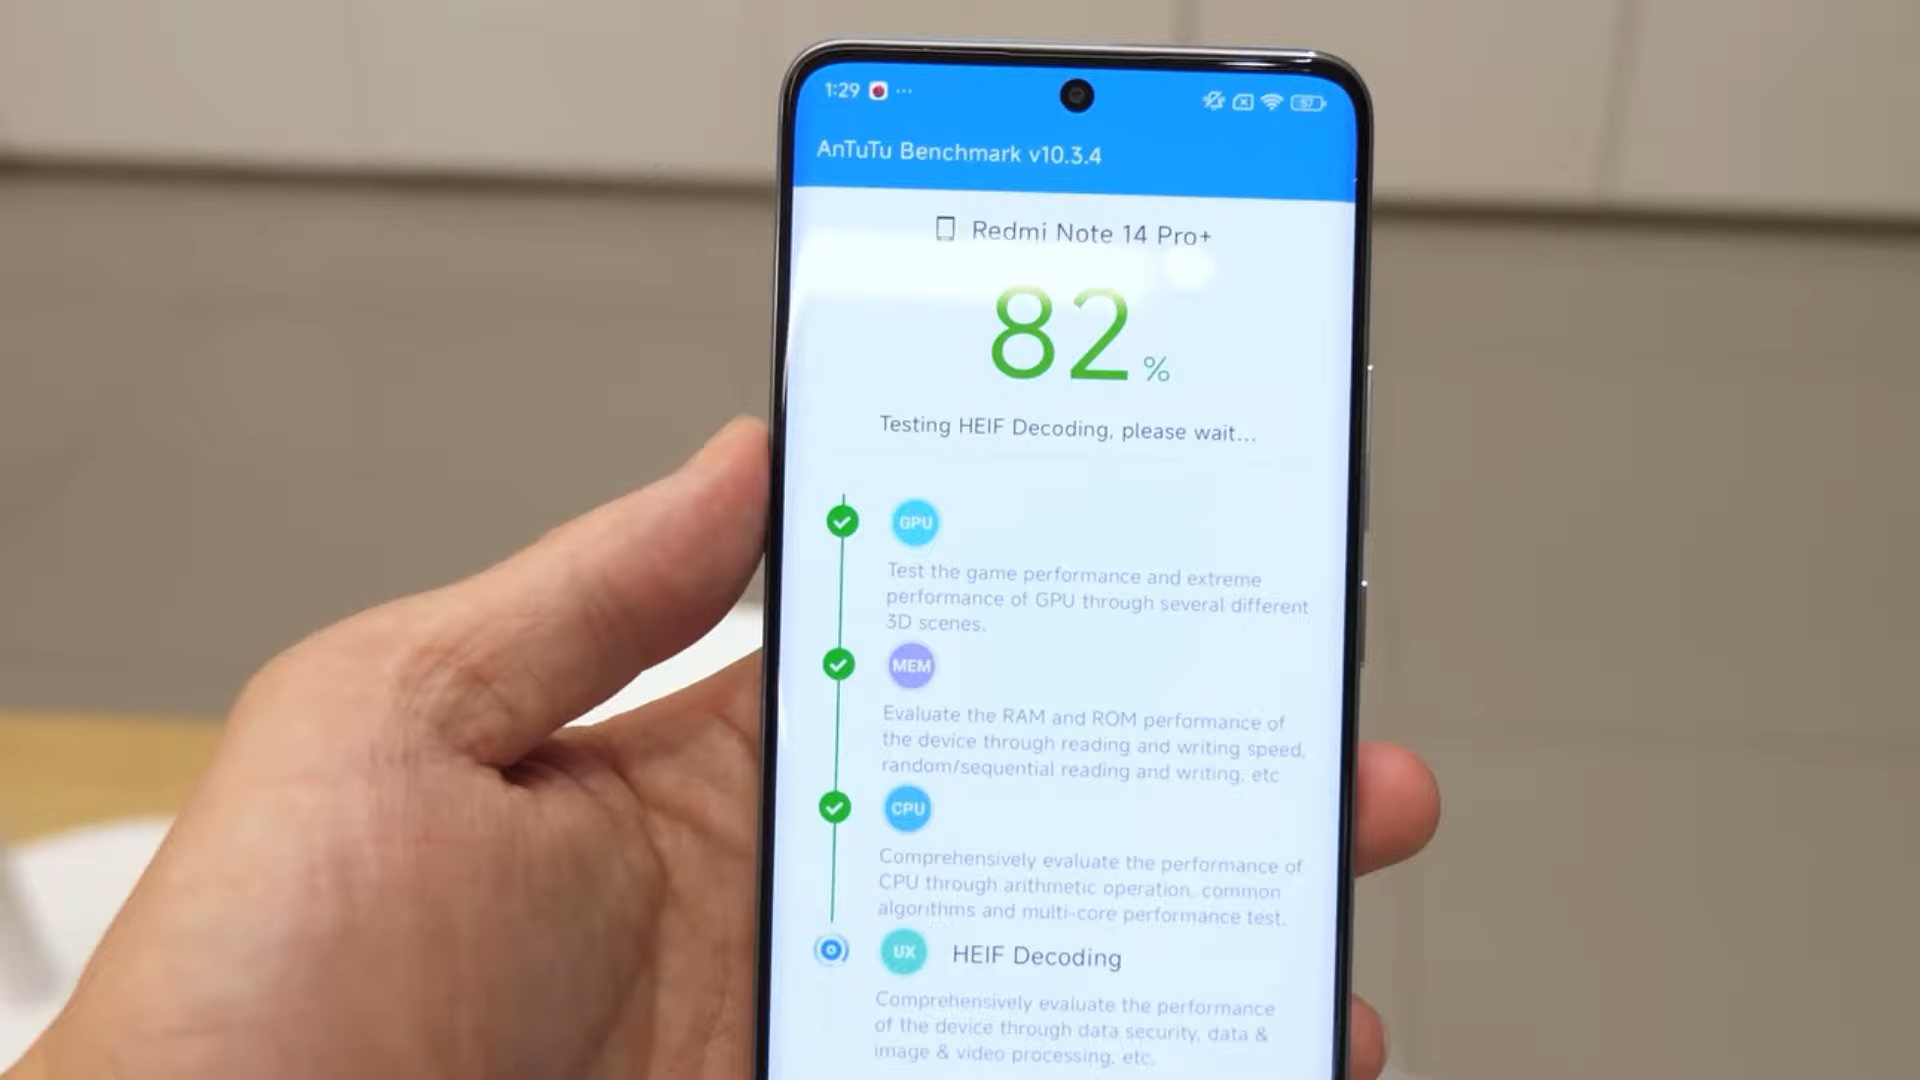 1:29 ...
57
AnTuTu Benchmark v10.3.4
Redmi Note 14 Pro+
82 %
Testing HEIF Decoding, please wait...
GPU
Test the game performance and extreme
performance of GPU through several different
3D scenes.
MEM
Evaluate the RAM and ROM performance of
the device through reading and writing speed,
random/sequential reading and writing, etc
CPU
Comprehensively evaluate the performance of
CPU through arithmetic operation, common
algorithms and multi-core performance test.
UX HEIF Decoding
Comprehensively evaluate the performance
of the device through data security, data &
image & video processing, etc.